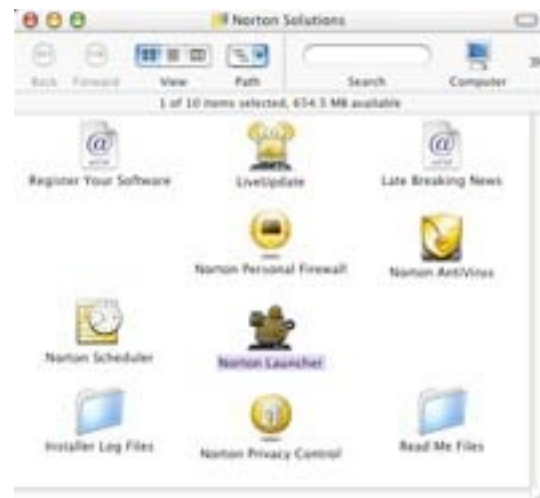 Norton Solutions
Back Forward View Path Search Computer
1 of 10 items selected, 654.5 MB available
Register Your Software LiveUpdate Late Breaking News
Norton Personal Firewall Norton AntiVirus
Norton Scheduler Norton Launcher
Installer Log Files Norton Privacy Control Read Me Files